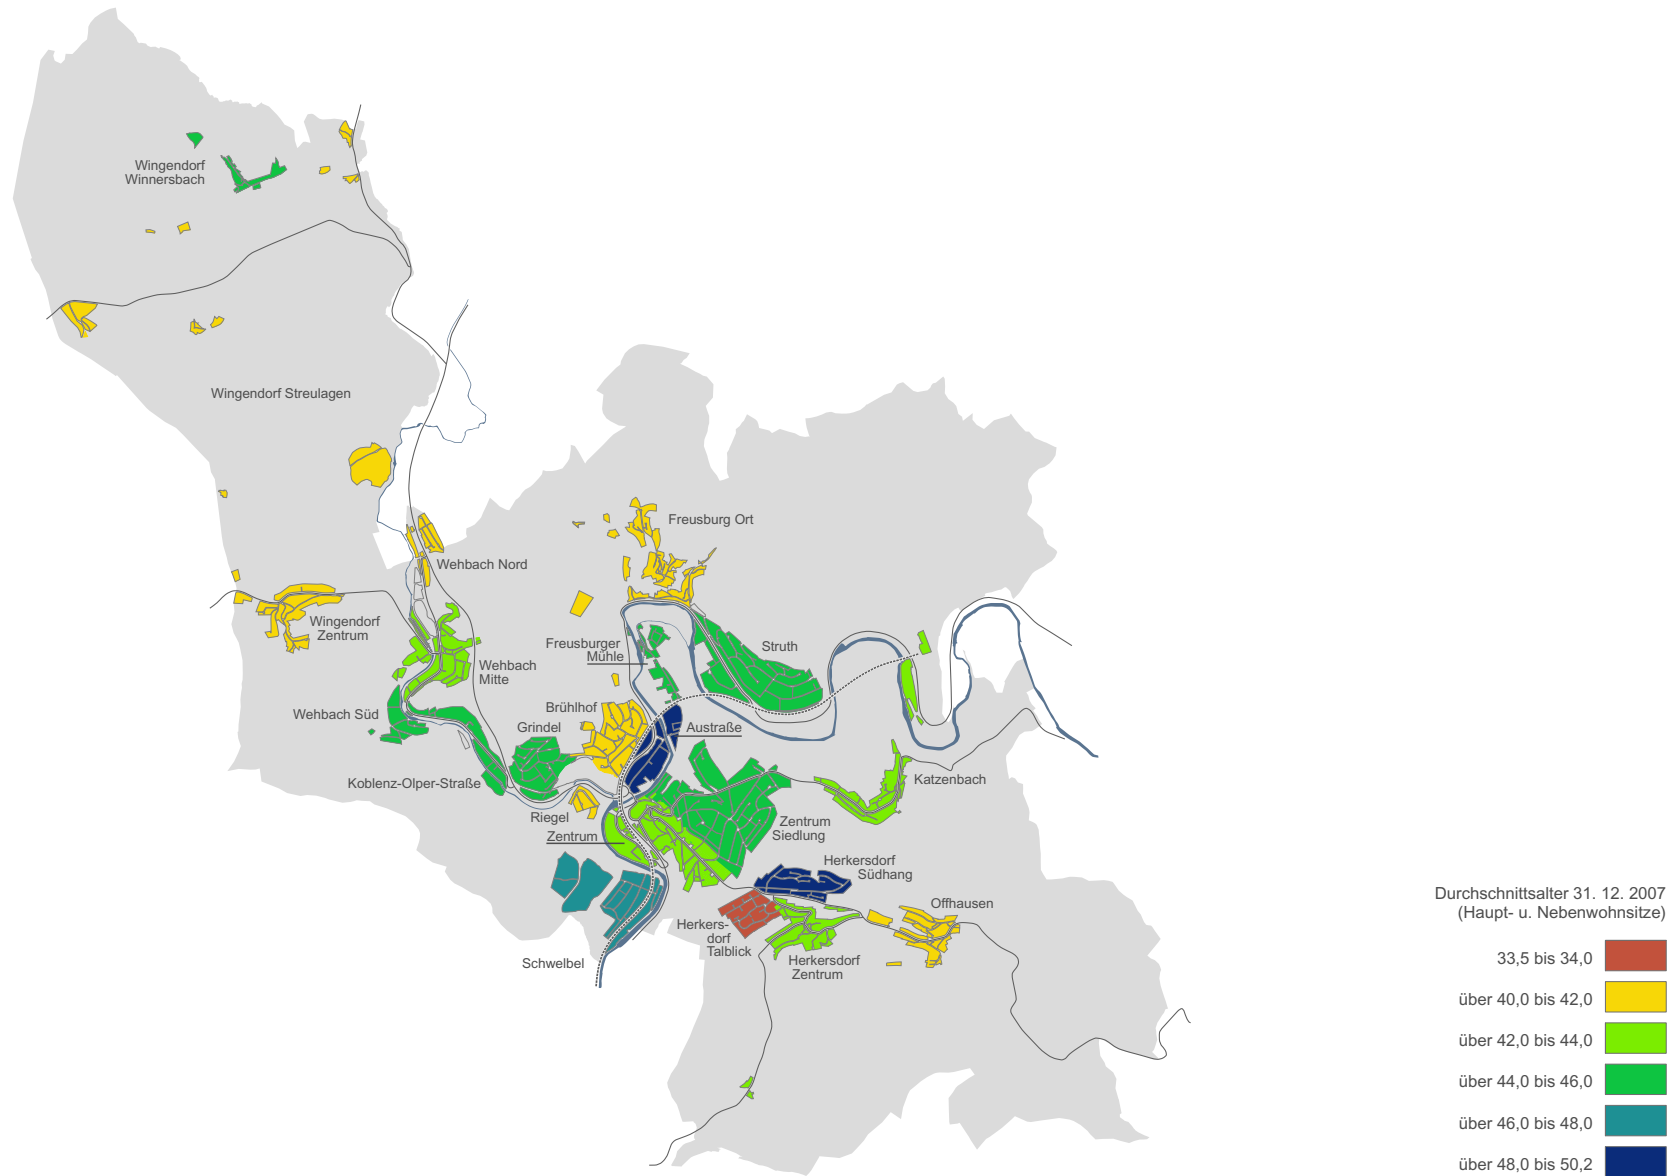 Wingendorf
Winnersbach
Wingendorf Streulagen
Freusburg Ort
Wehbach Nord
Wingendorf
Zentrum
Freusburger
Mühle
Struth
Wehbach
Mitte
Brühlhof
Wehbach Süd
Grindel
Austraße
Koblenz-Olper-Straße
Katzenbach
Riegel
Zentrum
Zentrum
Siedlung
Herkersdorf
Südhang
Offhausen
Herkers-
dorf
Talblick
Schwelbel
Herkersdorf
Zentrum
Durchschnittsalter 31. 12. 2007
(Haupt- u. Nebenwohnsitze)
33,5 bis 34,0
über 40,0 bis 42,0
über 42,0 bis 44,0
über 44,0 bis 46,0
über 46,0 bis 48,0
über 48,0 bis 50,2